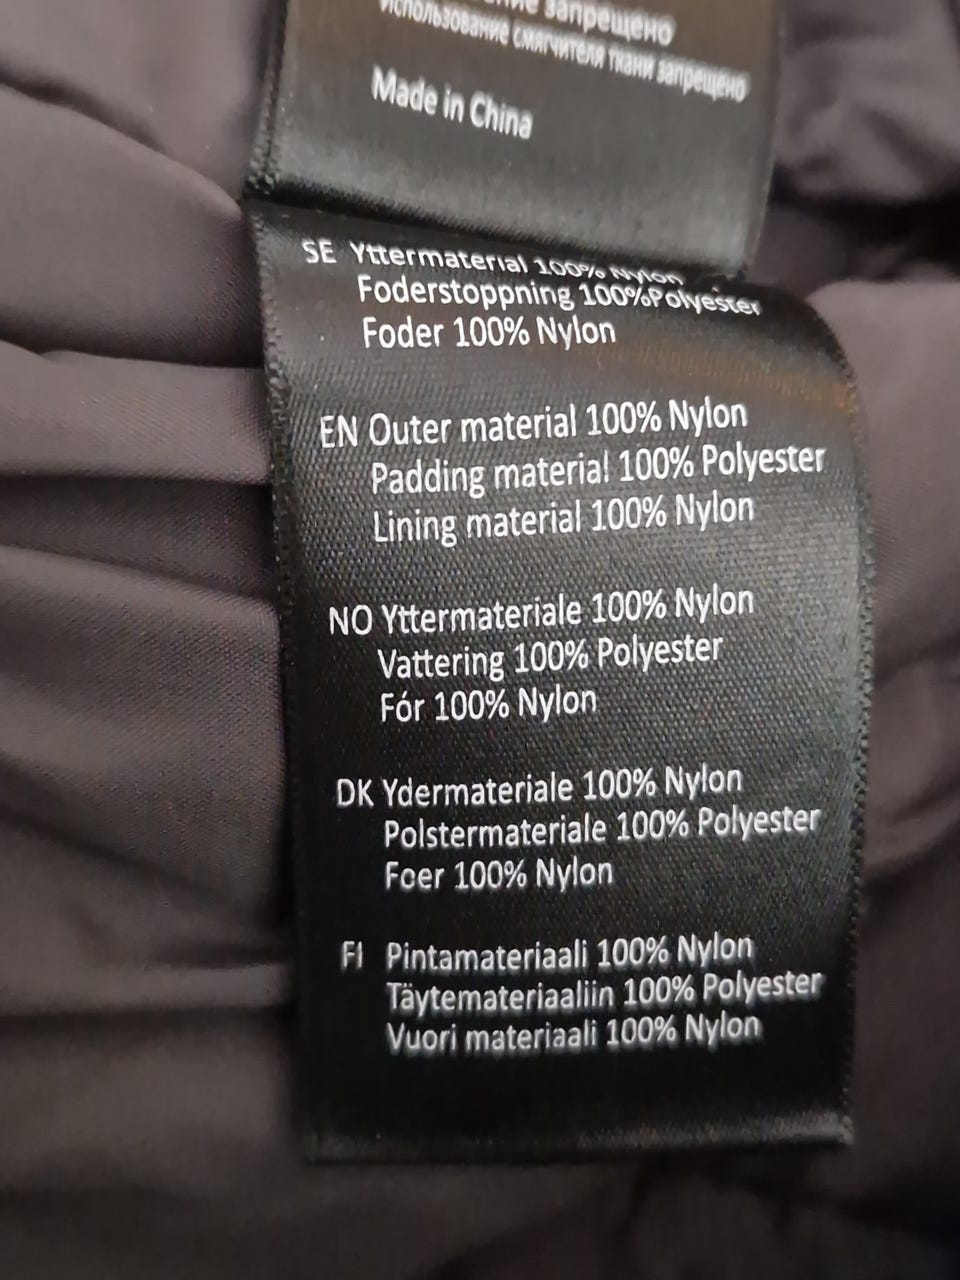 запрещено
использование смягчителя ткани запрещено
Made in China
SE Yttermaterial 100% Nylon
Foderstoppning 100%Polyester
Foder 100% Nylon
EN Outer material 100% Nylon
Padding material 100% Polyester
Lining material 100% Nylon
NO Yttermateriale 100% Nylon
Vattering 100% Polyester
Fór 100% Nylon
DK Ydermateriale 100% Nylon
Polstermateriale 100% Polyester
Foer 100% Nylon
FI Pintamateriaali 100% Nylon
Täytemateriaaliin 100% Polyester
Vuori materiaali 100% Nylon